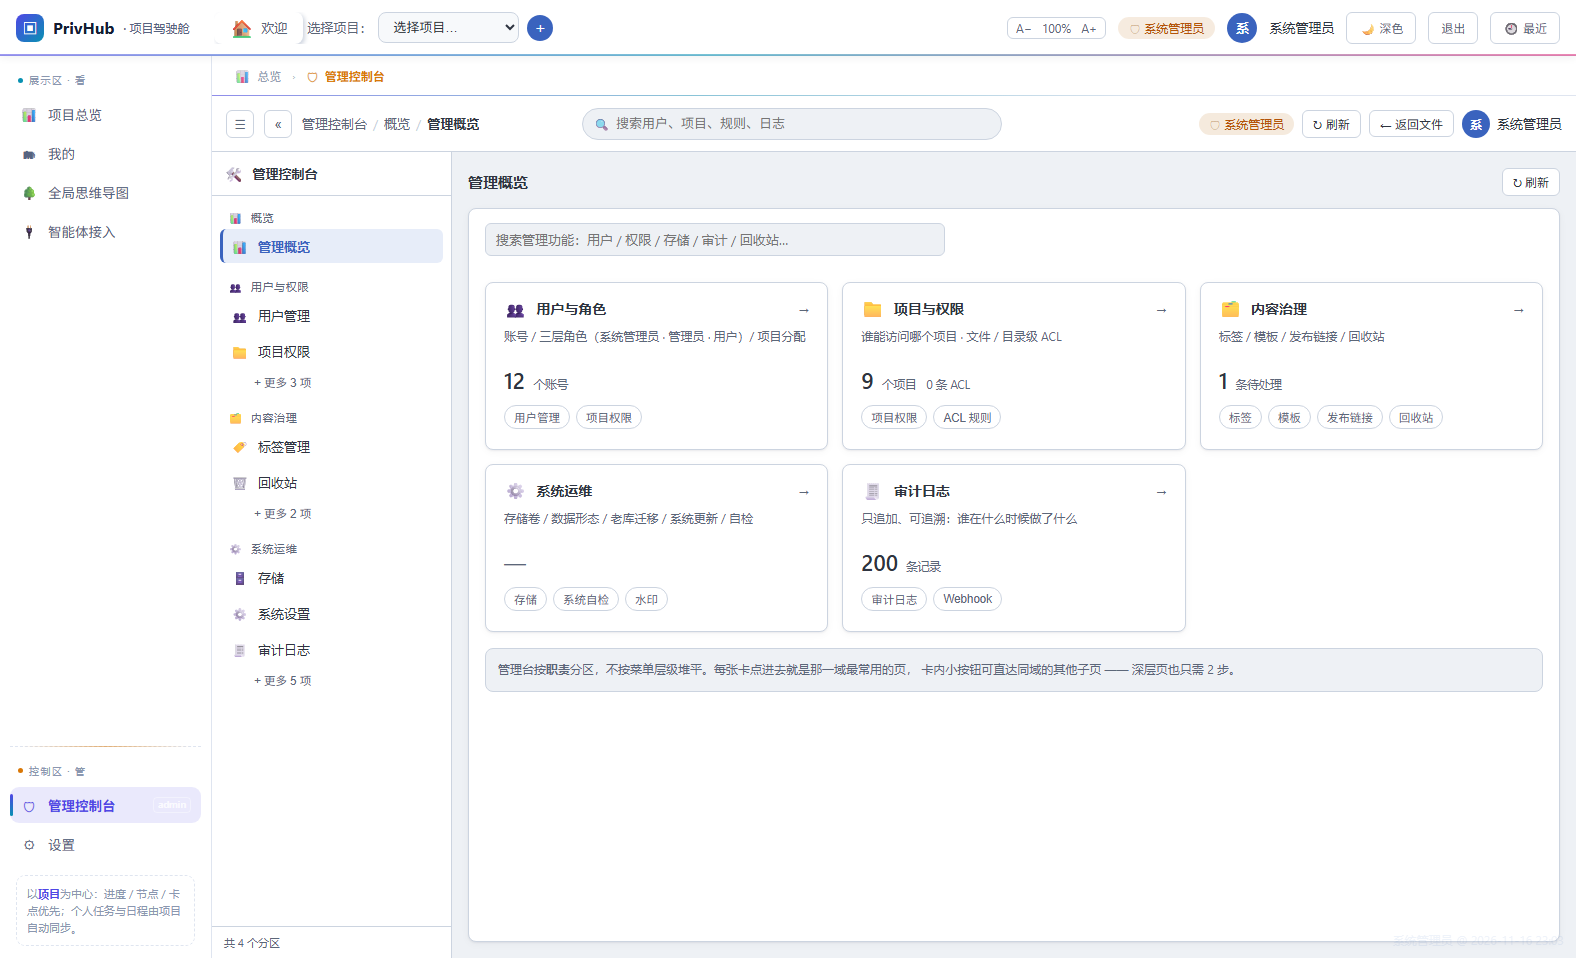 PrivHub · 项目驾驶舱
欢迎
选择项目：
选择项目...
+
A− 100% A+
系统管理员
系
系统管理员
深色
退出
最近
展示区 · 看
项目总览
我的
全局思维导图
智能体接入
控制区 · 管
管理控制台 admin
设置
以项目为中心：进度 / 节点 / 卡
点优先；个人任务与日程由项目
自动同步。
总览 › 管理控制台
☰
«
管理控制台 / 概览 / 管理概览
搜索用户、项目、规则、日志
系统管理员
↻ 刷新
← 返回文件
系
系统管理员
管理控制台
概览
管理概览
用户与权限
用户管理
项目权限
+ 更多 3 项
内容治理
标签管理
回收站
+ 更多 2 项
系统运维
存储
系统设置
审计日志
+ 更多 5 项
共 4 个分区
管理概览
↻ 刷新
搜索管理功能：用户 / 权限 / 存储 / 审计 / 回收站...
用户与角色 →
账号 / 三层角色（系统管理员 · 管理员 · 用户）/ 项目分配
12 个账号
用户管理 项目权限
项目与权限 →
谁能访问哪个项目 · 文件 / 目录级 ACL
9 个项目 0 条 ACL
项目权限 ACL 规则
内容治理 →
标签 / 模板 / 发布链接 / 回收站
1 条待处理
标签 模板 发布链接 回收站
系统运维 →
存储卷 / 数据形态 / 老库迁移 / 系统更新 / 自检
—
存储 系统自检 水印
审计日志 →
只追加、可追溯：谁在什么时候做了什么
200 条记录
审计日志 Webhook
管理台按职责分区，不按菜单层级堆平。每张卡点进去就是那一域最常用的页， 卡内小按钮可直达同域的其他子页 —— 深层页也只需 2 步。